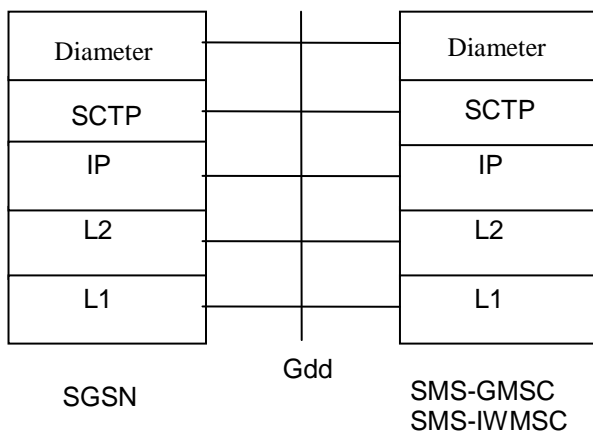 Diameter
SCTP
IP
L2
L1
SGSN
Gdd
Diameter
SCTP
IP
L2
L1
SMS-GMSC
SMS-IWMSC